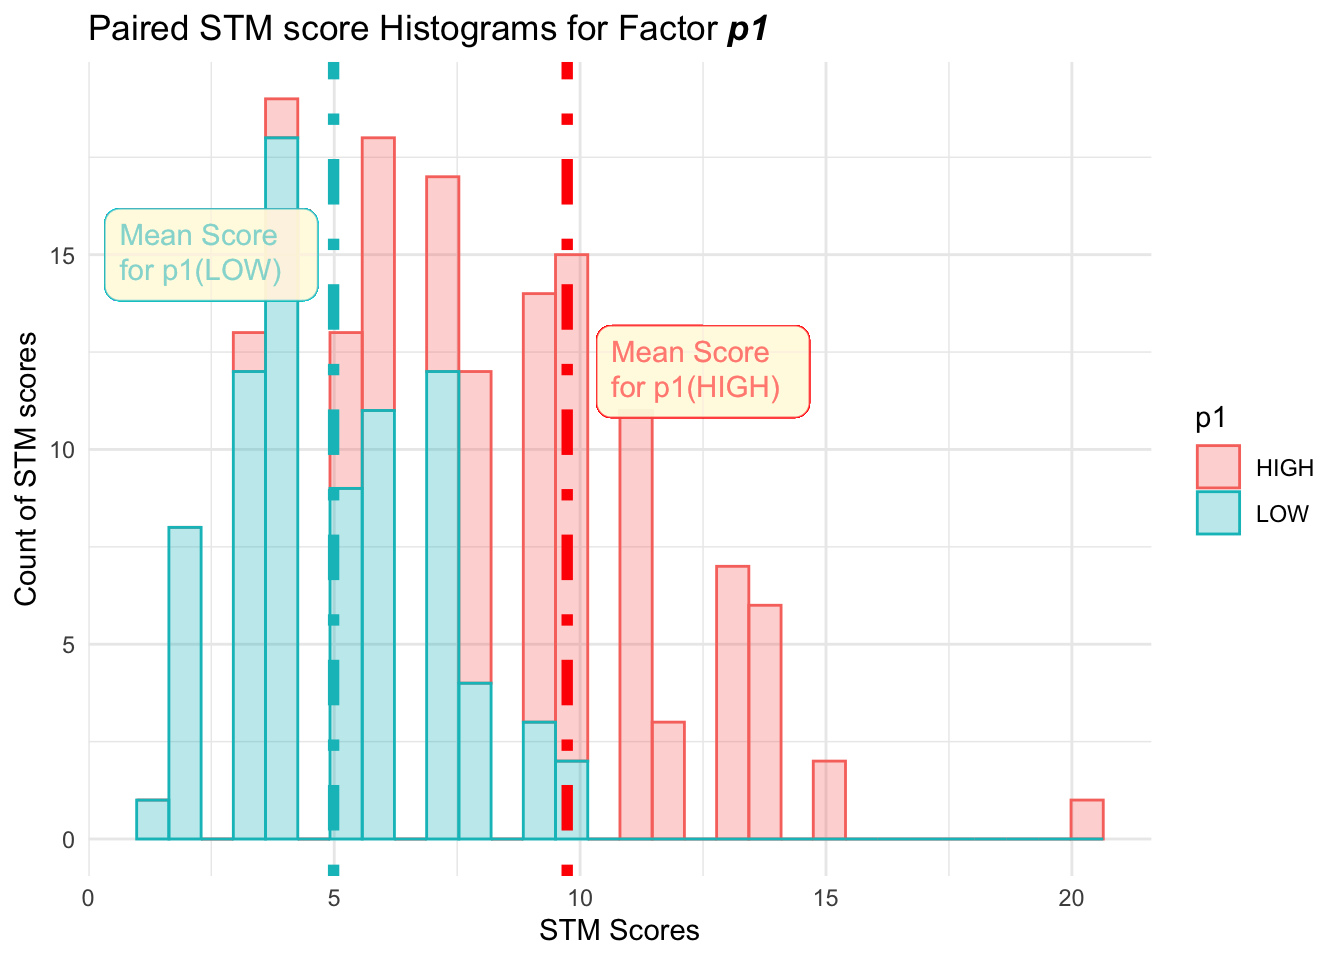 Paired STM score Histograms for Factor p1
Count of STM scores
15
10
5
0
Mean Score
for p1(LOW)
Mean Score
for p1(HIGH)
p1
HIGH
LOW
0
5
10
15
20
STM Scores